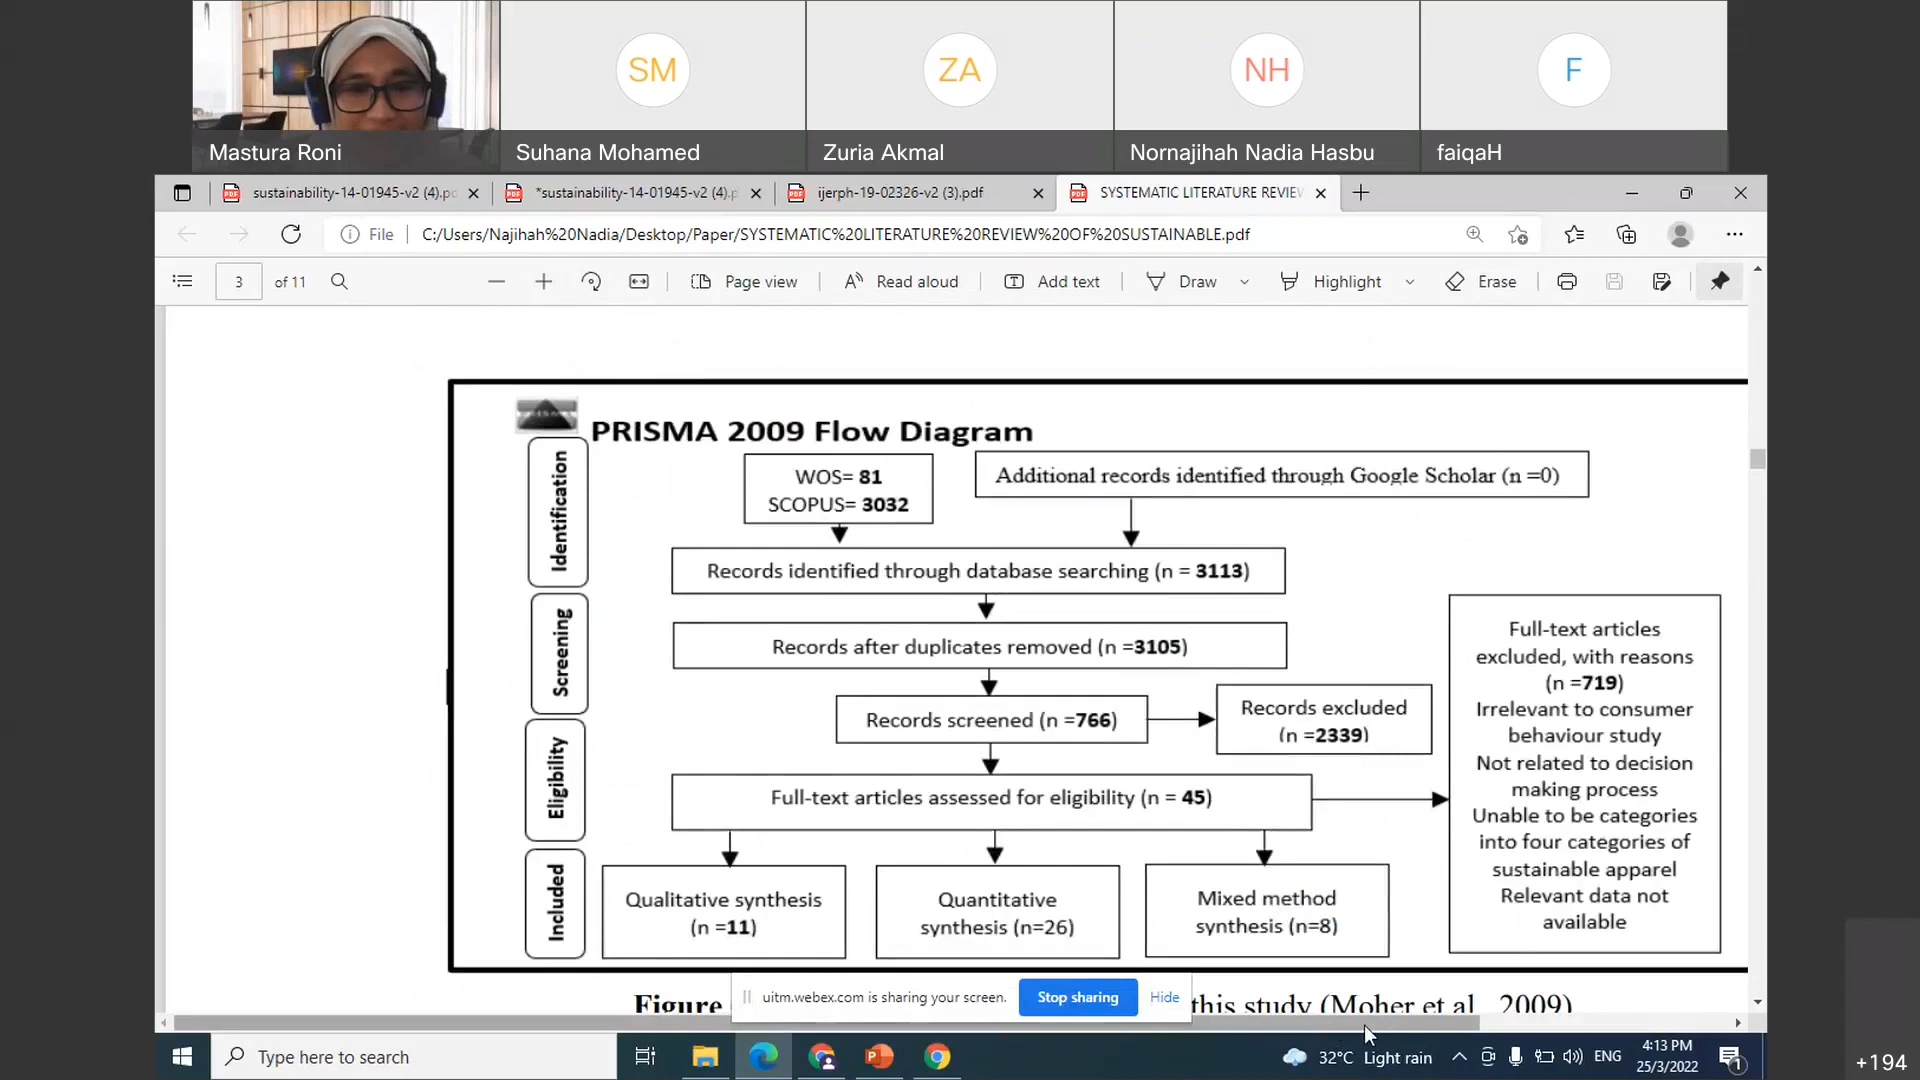 SM
ZA
NH
F
Mastura Roni
Suhana Mohamed
Zuria Akmal
Nornajihah Nadia Hasbu
faiqaH
sustainability-14-01945-v2 (4).p
*sustainability-14-01945-v2 (4).p
ijerph-19-02326-v2 (3).pdf
SYSTEMATIC LITERATURE REVIEW
File
C:/Users/Najihah%20Nadia/Desktop/Paper/SYSTEMATIC%20LITERATURE%20REVIEW%20OF%20SUSTAINABLE.pdf
3
of 11
Page view
Read aloud
Add text
Draw
Highlight
Erase
PRISMA 2009 Flow Diagram
Identification
WOS= 81
SCOPUS= 3032
Additional records identified through Google Scholar (n =0)
Records identified through database searching (n = 3113)
Screening
Records after duplicates removed (n =3105)
Records screened (n =766)
Records excluded
(n =2339)
Eligibility
Full-text articles assessed for eligibility (n = 45)
Full-text articles
excluded, with reasons
(n =719)
Irrelevant to consumer
behaviour study
Not related to decision
making process
Unable to be categories
into four categories of
sustainable apparel
Relevant data not
available
Included
Qualitative synthesis
(n =11)
Quantitative
synthesis (n=26)
Mixed method
synthesis (n=8)
Figure
this study (Moher et al., 2009)
uitm.webex.com is sharing your screen.
Stop sharing
Hide
Type here to search
32°C Light rain
ENG
4:13 PM
25/3/2022
1
+194